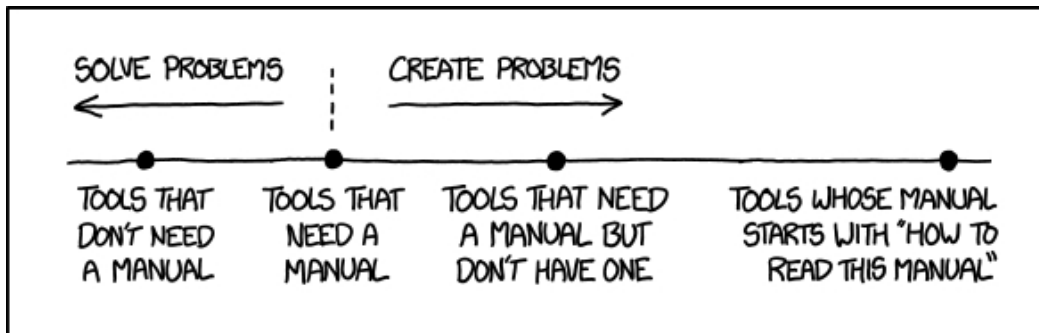 SOLVE PROBLEMS
CREATE PROBLEMS
TOOLS THAT
DON'T NEED
A MANUAL
TOOLS THAT
NEED A
MANUAL
TOOLS THAT NEED
A MANUAL BUT
DON'T HAVE ONE
TOOLS WHOSE MANUAL
STARTS WITH "HOW TO
READ THIS MANUAL"